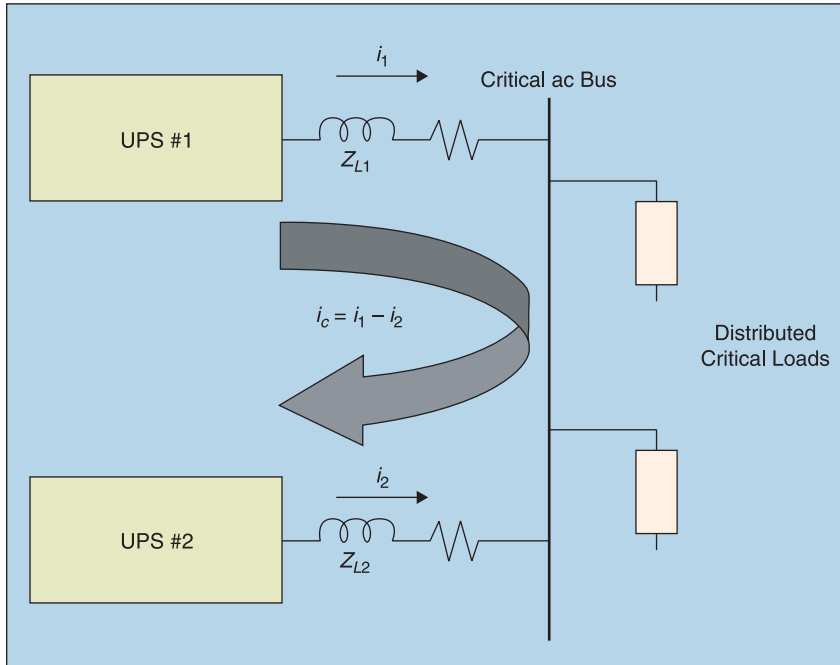 i1
Critical ac Bus
UPS #1
ZL1
ic = i1 – i2
Distributed
Critical Loads
i2
UPS #2
ZL2